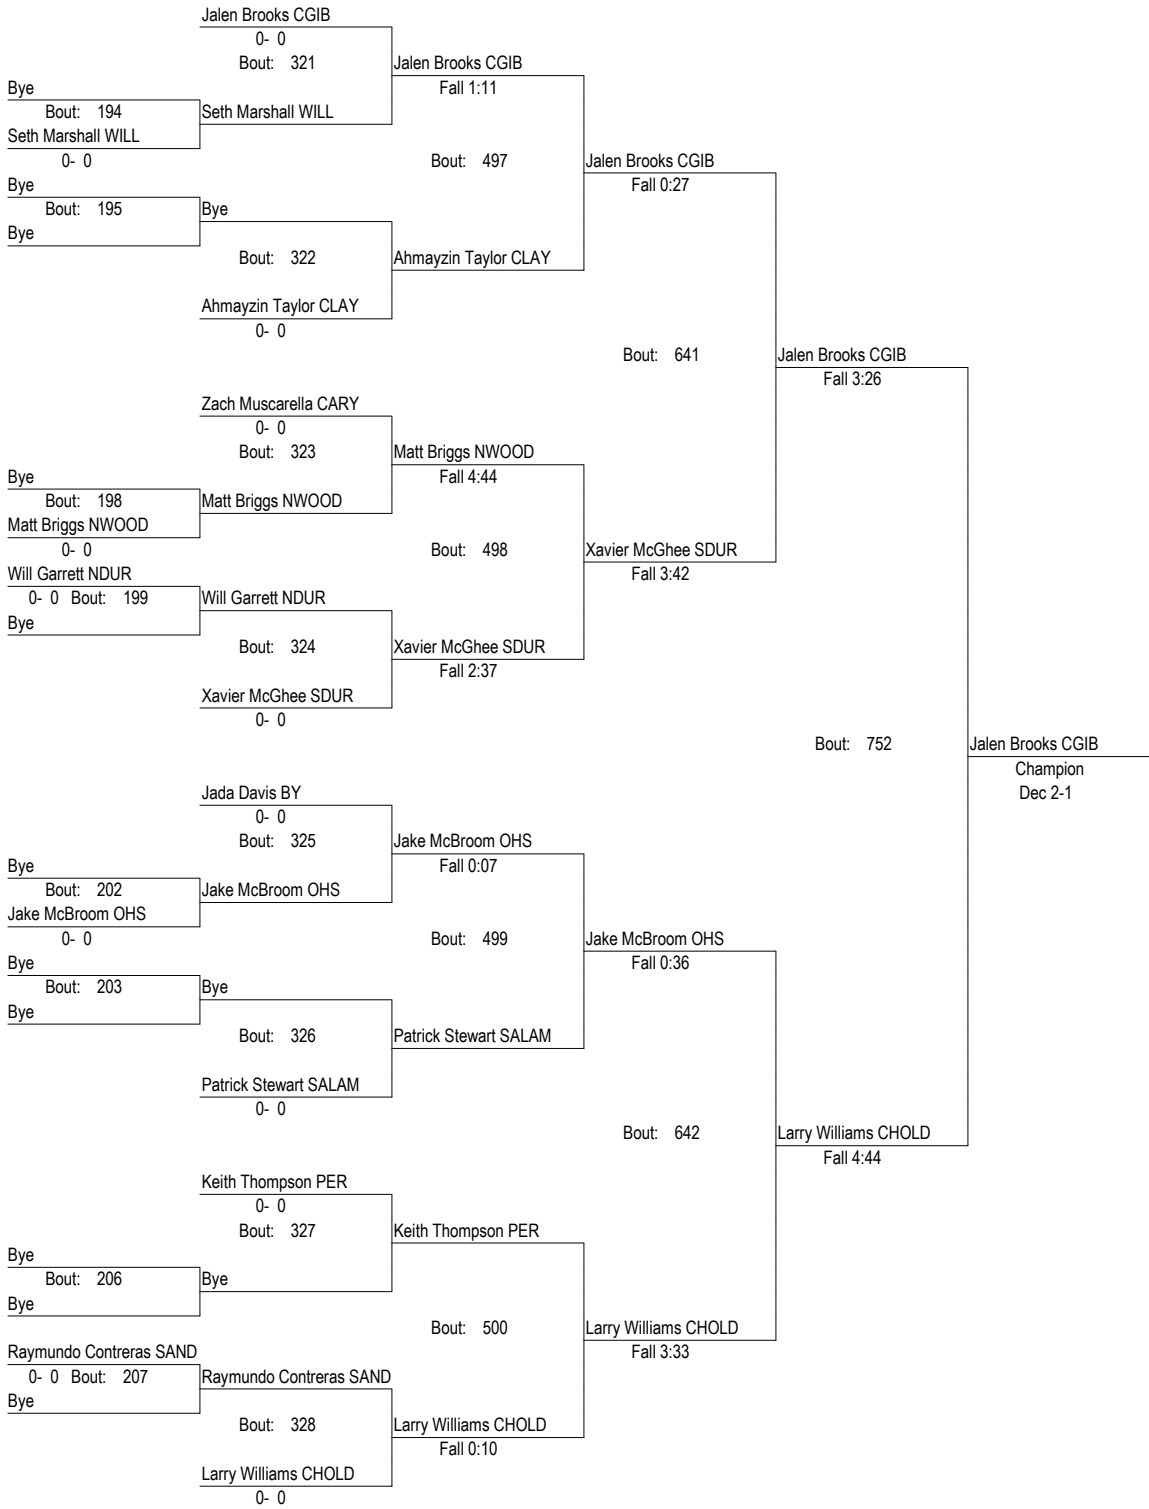 Jalen Brooks CGIB
0- 0
Bout: 321
Jalen Brooks CGIB
Fall 1:11
Bye
Bout: 194
Seth Marshall WILL
Seth Marshall WILL
0- 0
Bout: 497
Jalen Brooks CGIB
Fall 0:27
Bye
Bout: 195
Bye
Bye
Bout: 322
Ahmayzin Taylor CLAY
Ahmayzin Taylor CLAY
0- 0
Bout: 641
Jalen Brooks CGIB
Fall 3:26
Zach Muscarella CARY
0- 0
Bout: 323
Matt Briggs NWOOD
Fall 4:44
Bye
Bout: 198
Matt Briggs NWOOD
Matt Briggs NWOOD
0- 0
Bout: 498
Xavier McGhee SDUR
Fall 3:42
Will Garrett NDUR
0- 0 Bout: 199
Will Garrett NDUR
Bye
Bout: 324
Xavier McGhee SDUR
Fall 2:37
Xavier McGhee SDUR
0- 0
Bout: 752
Jalen Brooks CGIB
Champion
Dec 2-1
Jada Davis BY
0- 0
Bout: 325
Jake McBroom OHS
Fall 0:07
Bye
Bout: 202
Jake McBroom OHS
Jake McBroom OHS
0- 0
Bout: 499
Jake McBroom OHS
Fall 0:36
Bye
Bout: 203
Bye
Bye
Bout: 326
Patrick Stewart SALAM
Patrick Stewart SALAM
0- 0
Bout: 642
Larry Williams CHOLD
Fall 4:44
Keith Thompson PER
0- 0
Bout: 327
Keith Thompson PER
Bye
Bout: 206
Bye
Bye
Bout: 500
Larry Williams CHOLD
Fall 3:33
Raymundo Contreras SAND
0- 0 Bout: 207
Raymundo Contreras SAND
Bye
Bout: 328
Larry Williams CHOLD
Fall 0:10
Larry Williams CHOLD
0- 0